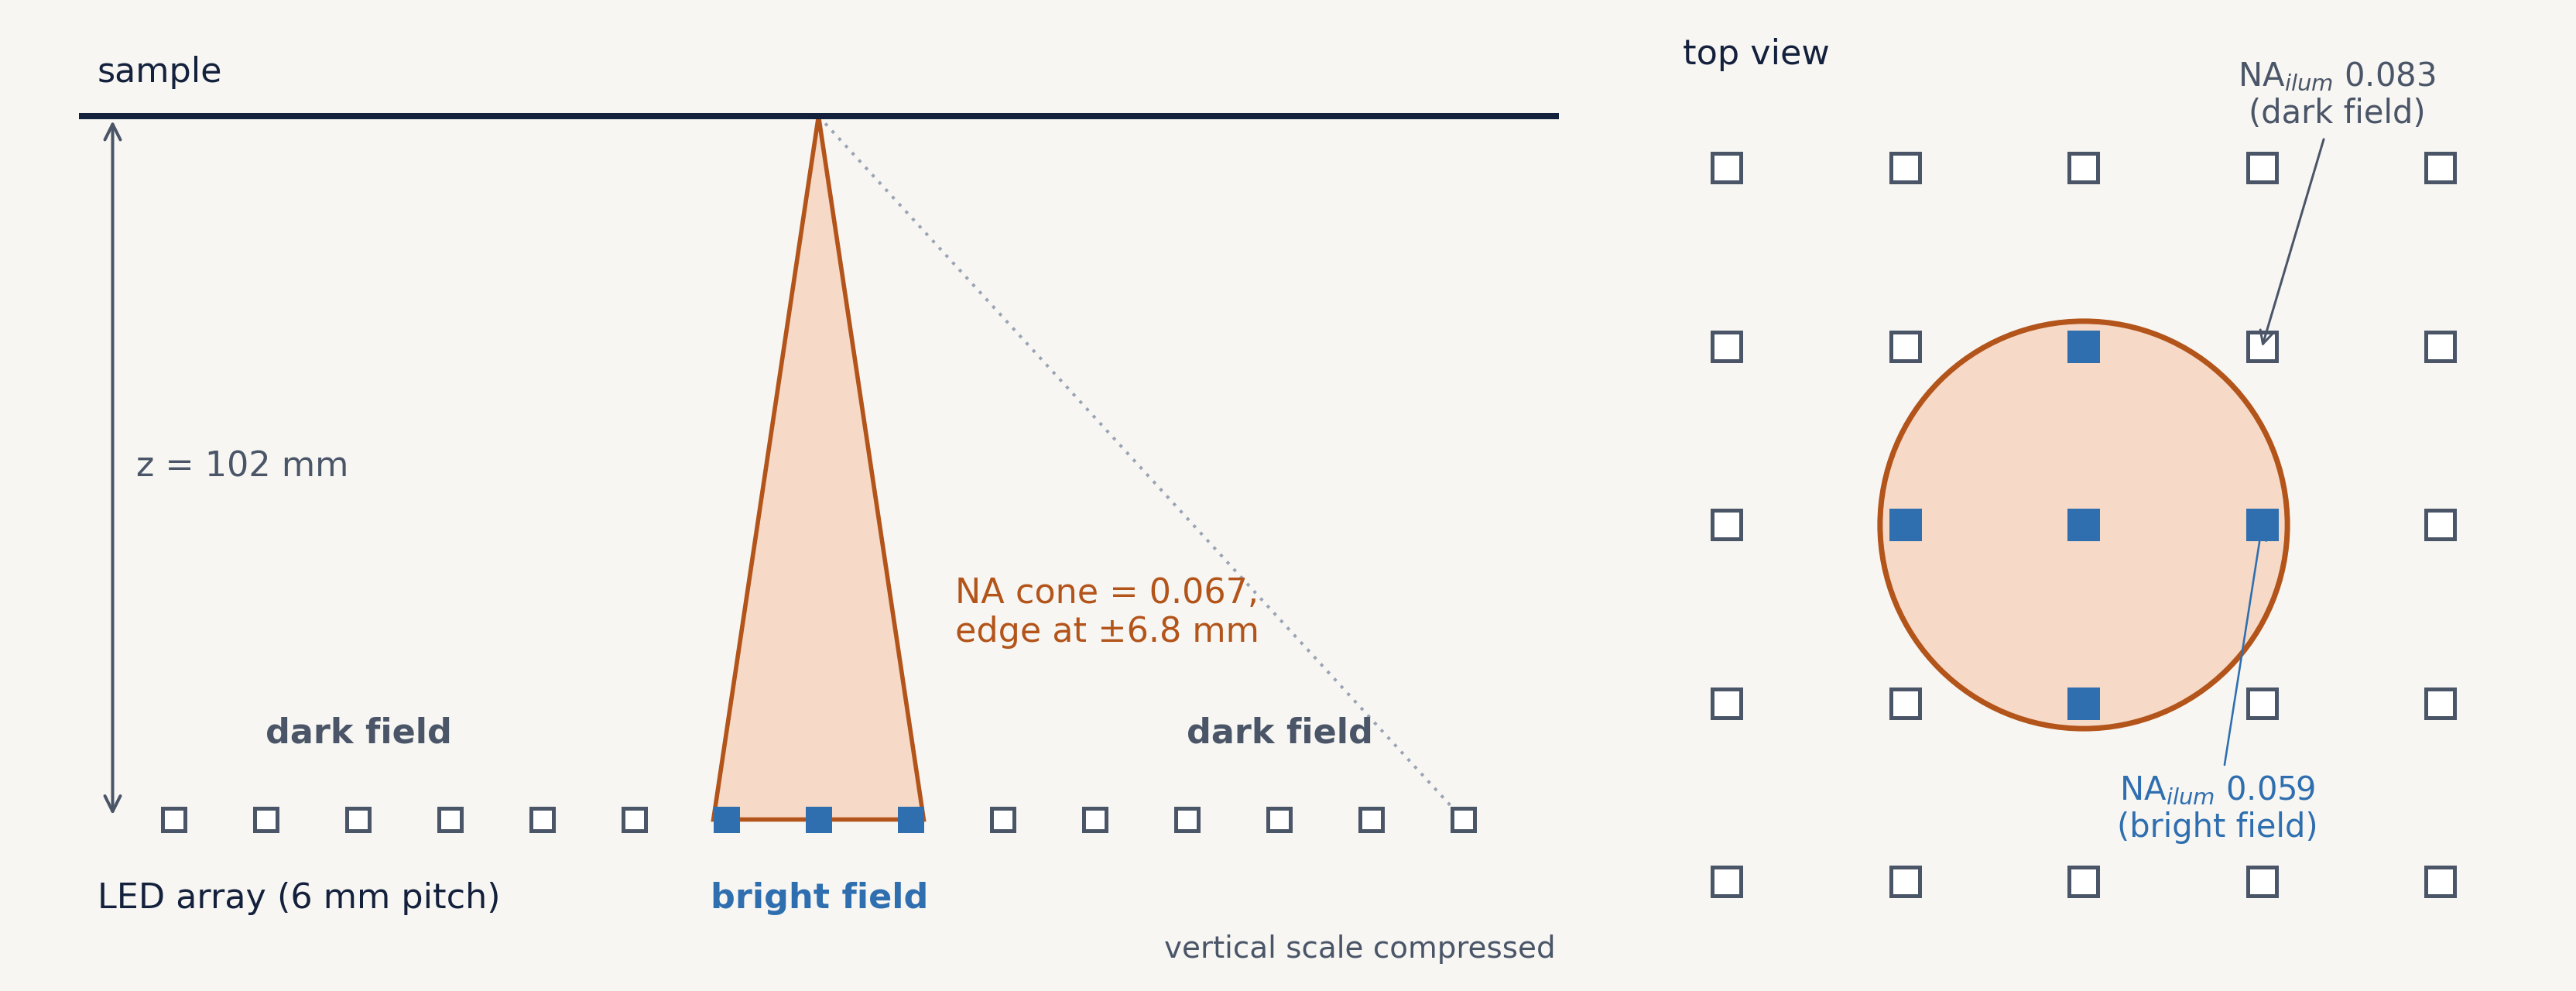 sample
z = 102 mm
NA cone = 0.067,
edge at ±6.8 mm
dark field
dark field
LED array (6 mm pitch)
bright field
vertical scale compressed
top view
NAilum 0.083
(dark field)
NAilum 0.059
(bright field)